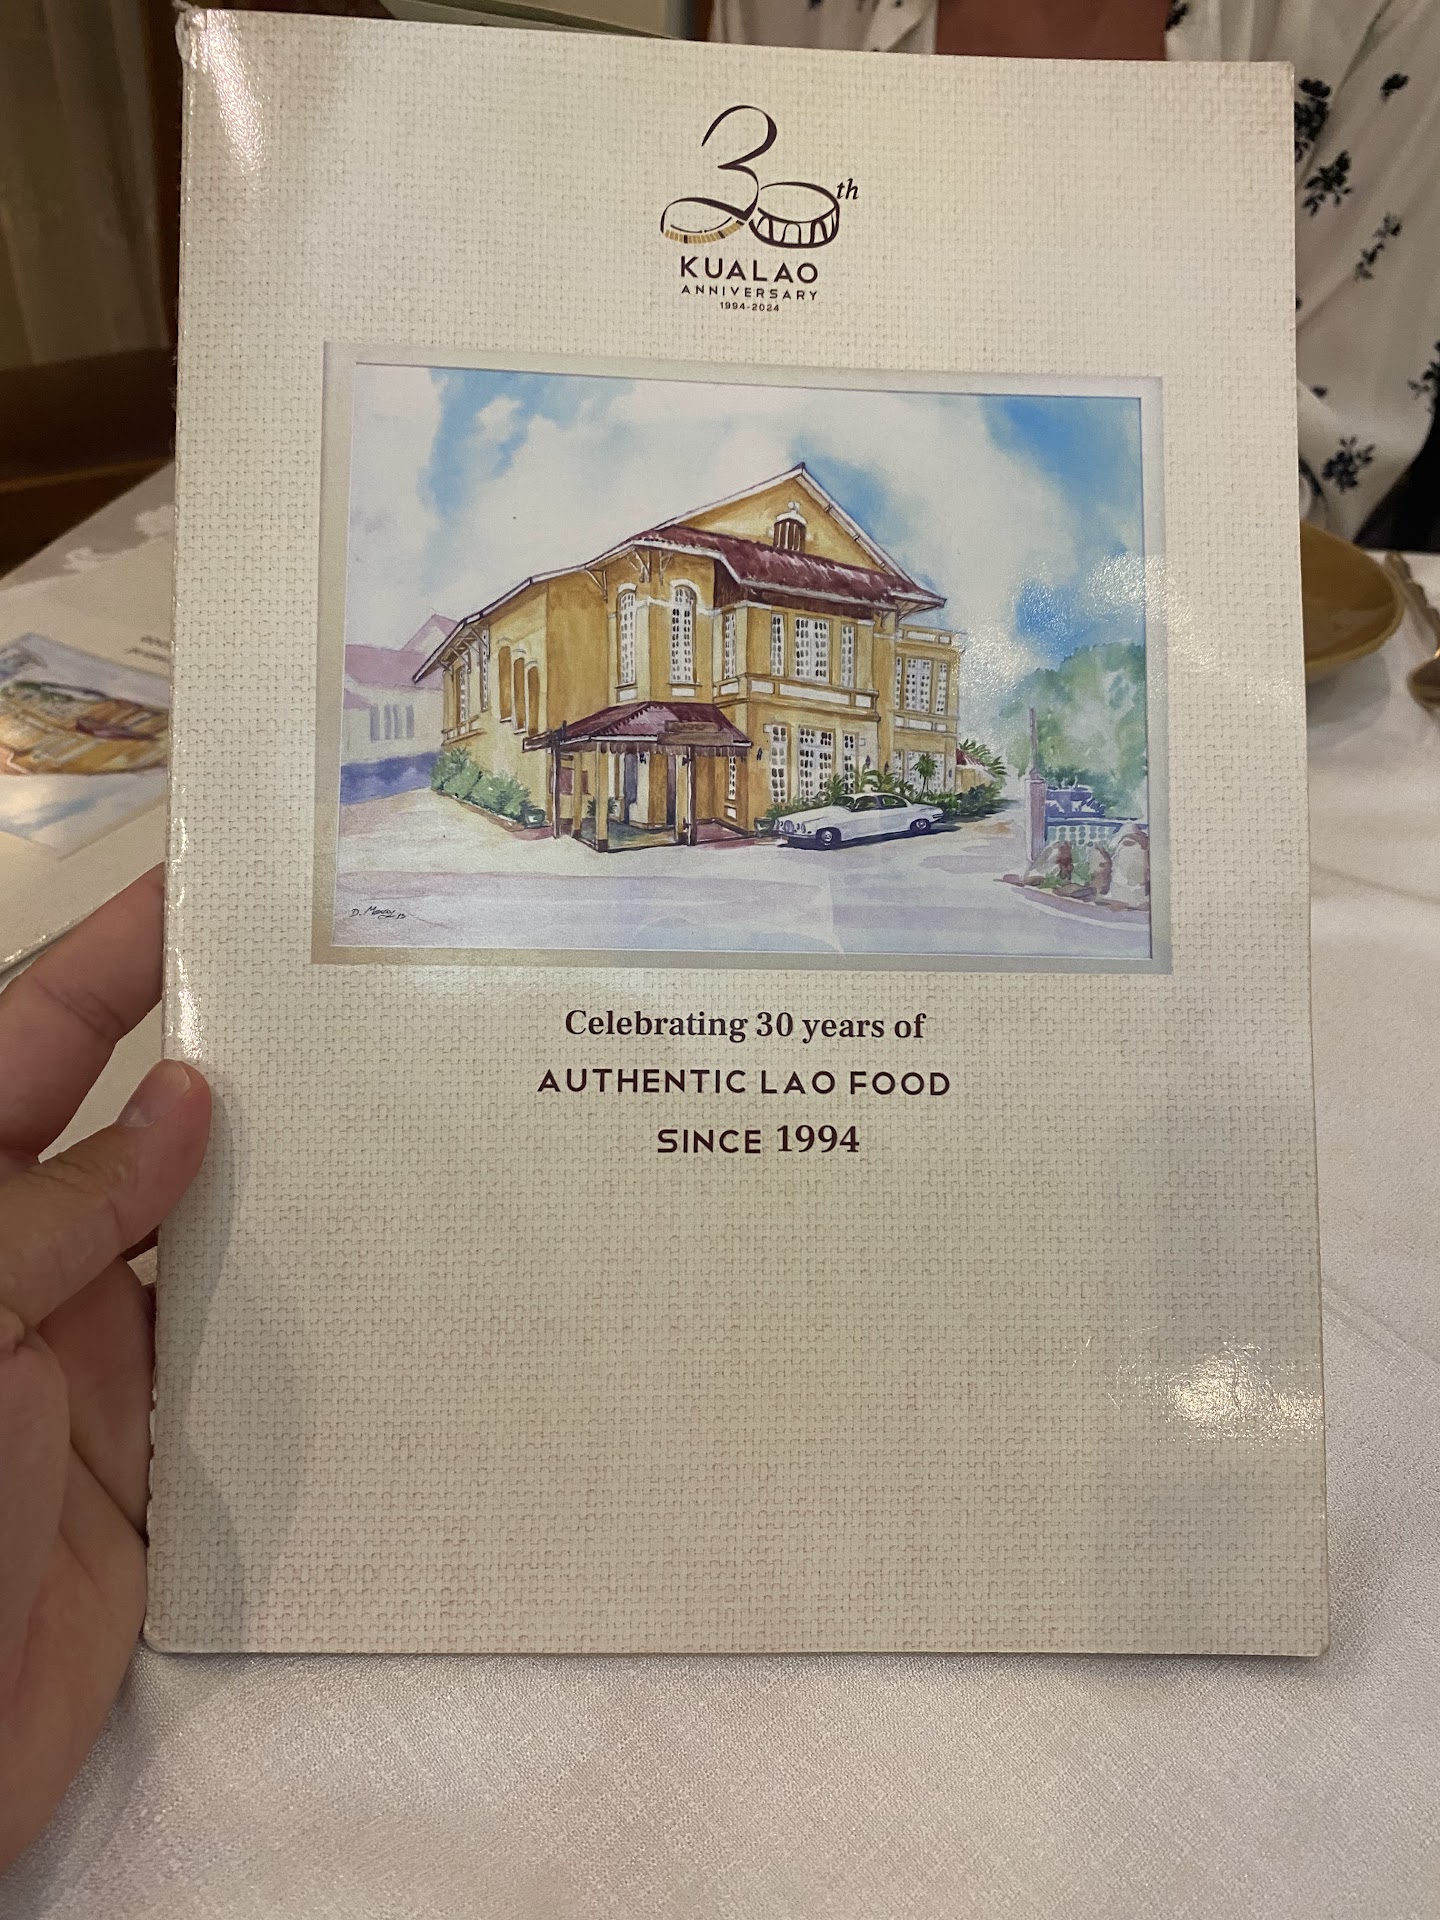 30th
KUALAO
ANNIVERSARY
1994-2024
Celebrating 30 years of
AUTHENTIC LAO FOOD
SINCE 1994